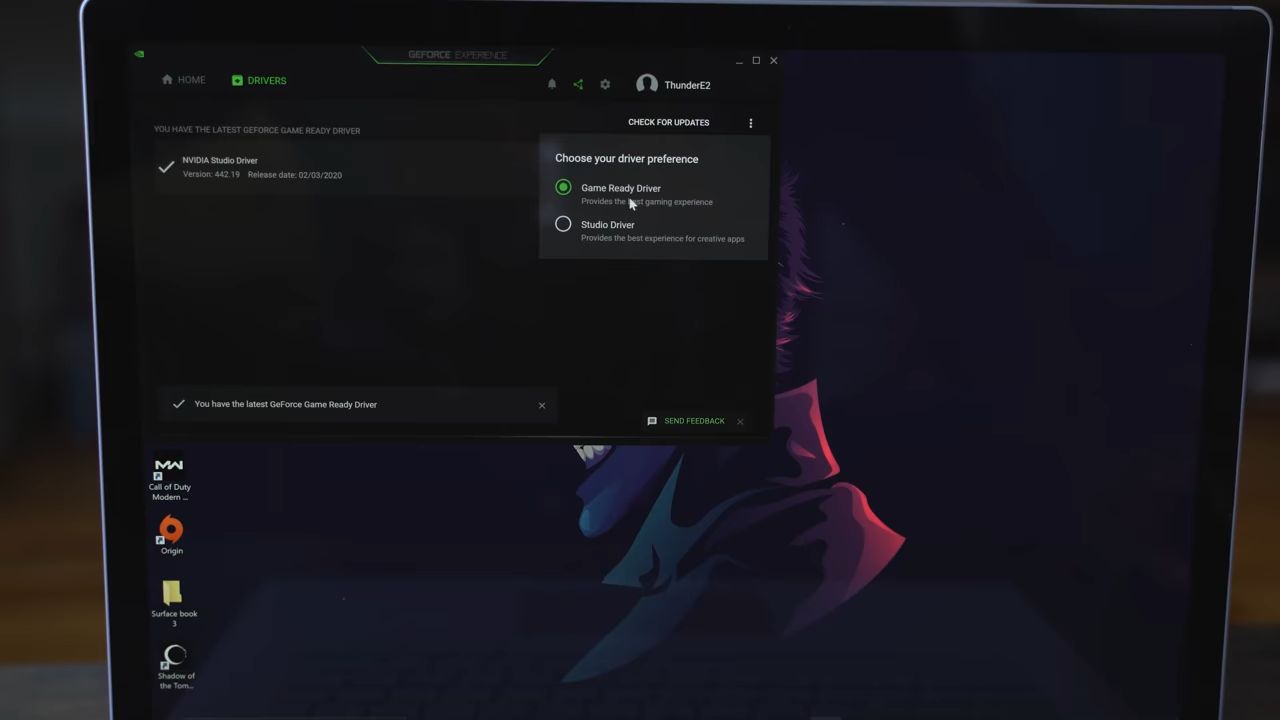 GEFORCE EXPERIENCE
HOME
DRIVERS
ThunderE2
CHECK FOR UPDATES
YOU HAVE THE LATEST GEFORCE GAME READY DRIVER
NVIDIA Studio Driver
Version: 442.19 Release date: 02/03/2020
Choose your driver preference
Game Ready Driver
Provides the best gaming experience
Studio Driver
Provides the best experience for creative apps
You have the latest GeForce Game Ready Driver
SEND FEEDBACK
Call of Duty
Modern ...
Origin
Surface book
3
Shadow of
the Tom...